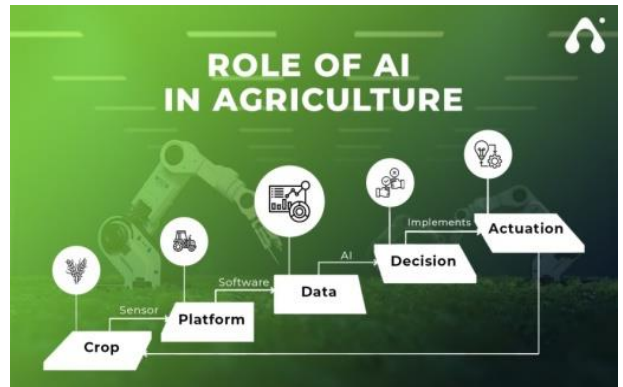 ROLE OF AI
IN AGRICULTURE
Implements
Actuation
AI
Decision
Software
Data
Sensor
Platform
Crop